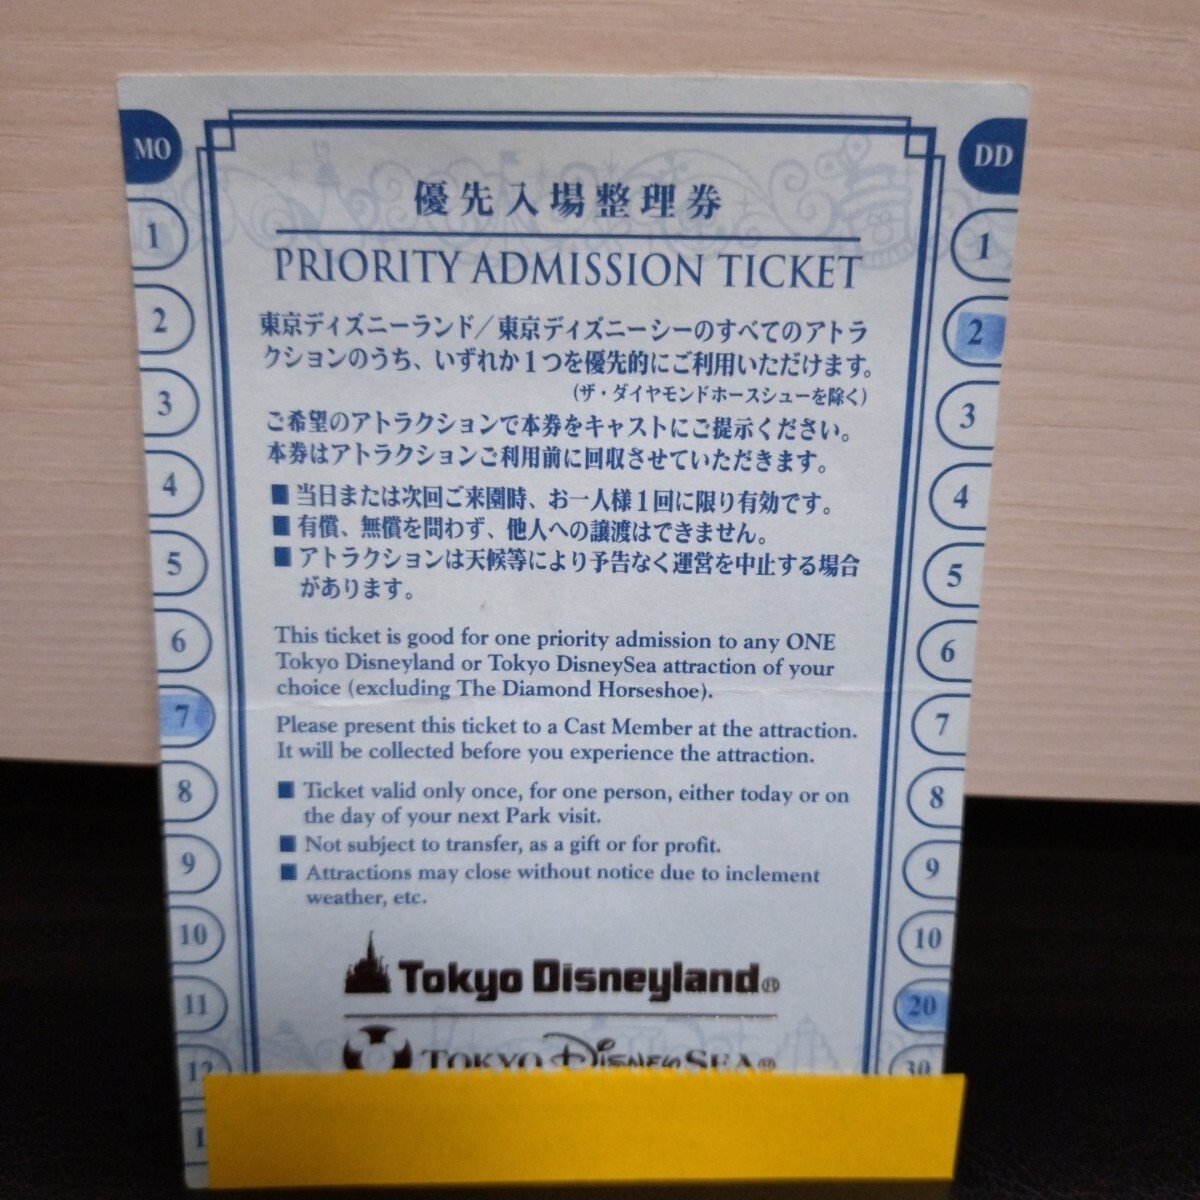 MO
DD
優先入場整理券
PRIORITY ADMISSION TICKET
東京ディズニーランド／東京ディズニーシーのすべてのアトラ
クションのうち、いずれか1つを優先的にご利用いただけます。
(ザ・ダイヤモンドホースシューを除く)
ご希望のアトラクションで本券をキャストにご提示ください。
本券はアトラクションご利用前に回収させていただきます。
■ 当日または次回ご来園時、お一人様1回に限り有効です。
■ 有償、無償を問わず、他人への譲渡はできません。
■ アトラクションは天候等により予告なく運営を中止する場合
があります。
This ticket is good for one priority admission to any ONE
Tokyo Disneyland or Tokyo DisneySea attraction of your
choice (excluding The Diamond Horseshoe).
Please present this ticket to a Cast Member at the attraction.
It will be collected before you experience the attraction.
■ Ticket valid only once, for one person, either today or on
the day of your next Park visit.
■ Not subject to transfer, as a gift or for profit.
■ Attractions may close without notice due to inclement
weather, etc.
Tokyo Disneyland®
TOKYO DISNEYSEA®
1
2
3
4
5
6
7
8
9
10
11
12
1
2
3
4
5
6
7
8
9
10
20
30